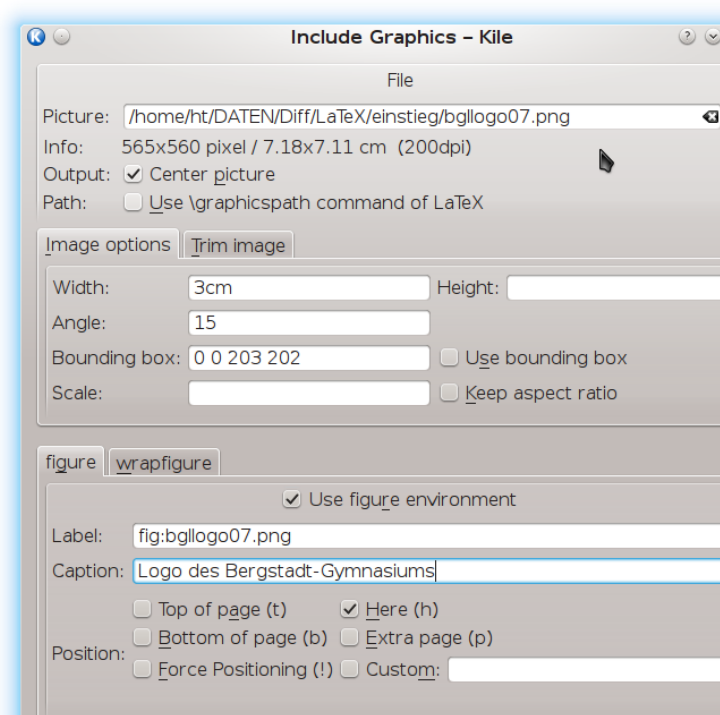 Include Graphics – Kile
File
Picture: /home/ht/DATEN/Diff/LaTeX/einstieg/bgllogo07.png
Info: 565x560 pixel / 7.18x7.11 cm (200dpi)
Output: Center picture
Path: Use \graphicspath command of LaTeX
Image options Trim image
Width: 3cm Height:
Angle: 15
Bounding box: 0 0 203 202 Use bounding box
Scale: Keep aspect ratio
figure wrapfigure
Use figure environment
Label: fig:bgllogo07.png
Caption: Logo des Bergstadt-Gymnasiums
Top of page (t) Here (h)
Bottom of page (b) Extra page (p)
Position:
Force Positioning (!) Custom: